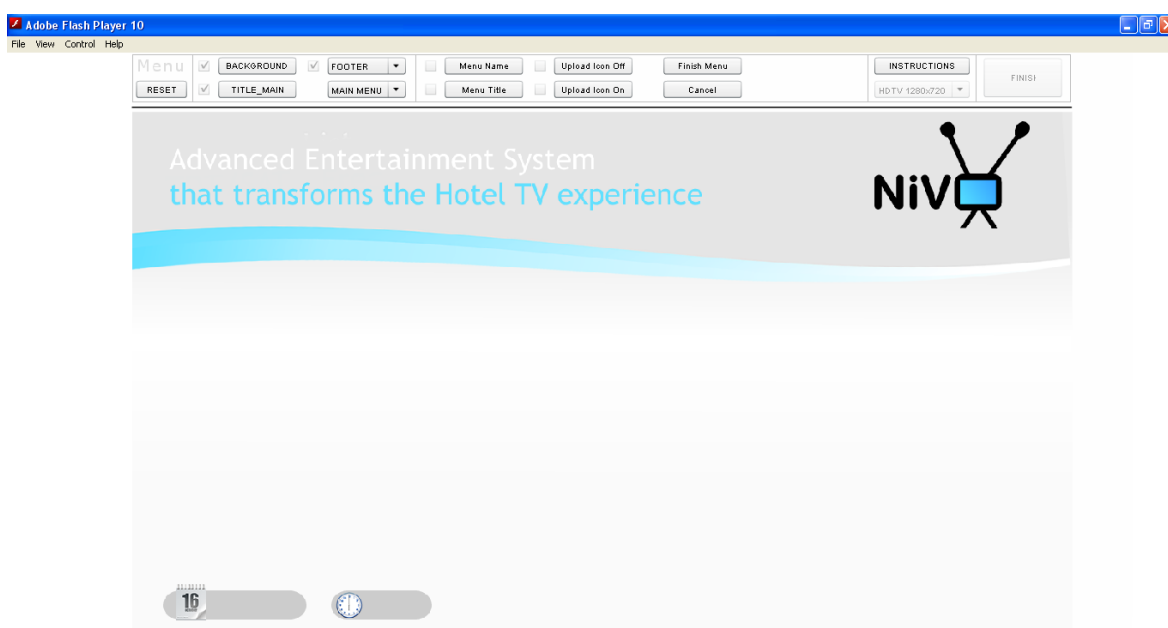 Adobe Flash Player 10
File View Control Help
Menu BACKGROUND FOOTER Menu Name Upload Icon Off Finish Menu INSTRUCTIONS
RESET TITLE_MAIN MAIN MENU Menu Title Upload Icon On Cancel HDTV 1280x720 FINISH
Advanced Entertainment System
that transforms the Hotel TV experience
NiV
16